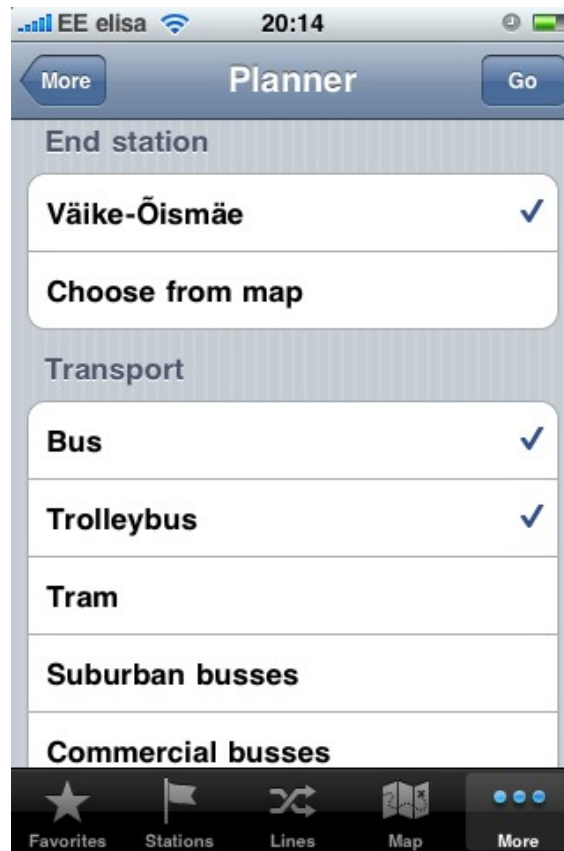 EE elisa 20:14
More Planner Go
End station
Väike-Õismäe
Choose from map
Transport
Bus
Trolleybus
Tram
Suburban busses
Commercial busses
Favorites Stations Lines Map More